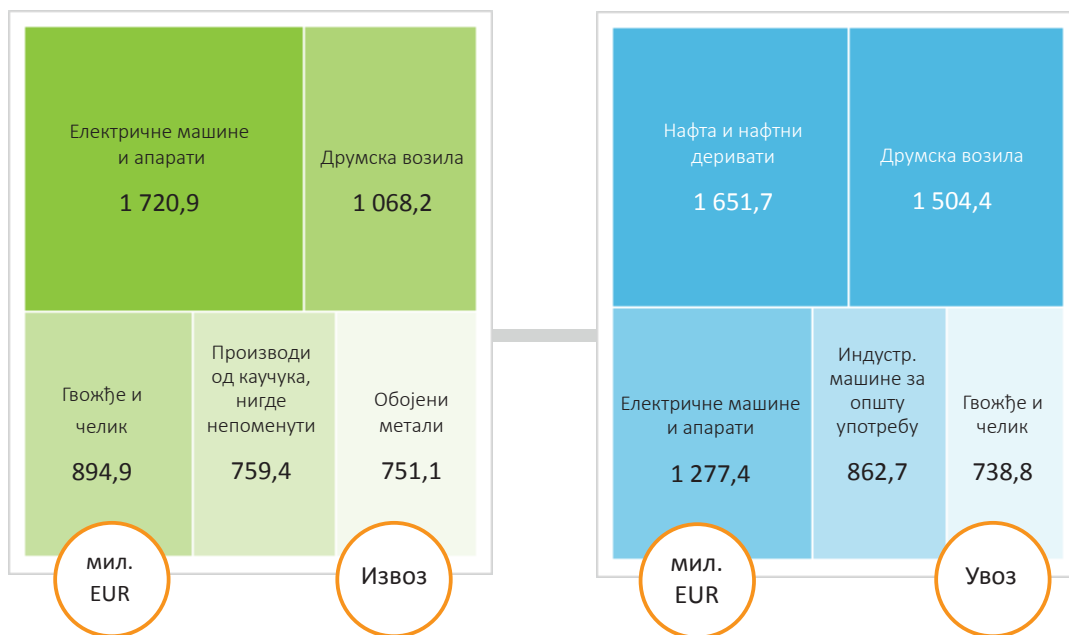 Електричне машине
и апарати
1 720,9
Друмска возила
1 068,2
Гвожђе и
челик
894,9
Производи
од каучука,
нигде
непоменути
759,4
Обојени
метали
751,1
мил.
EUR
Извоз
Нафта и нафтни
деривати
1 651,7
Друмска возила
1 504,4
Електричне машине
и апарати
1 277,4
Индустр.
машине за
општу
употребу
862,7
Гвожђе и
челик
738,8
мил.
EUR
Увоз